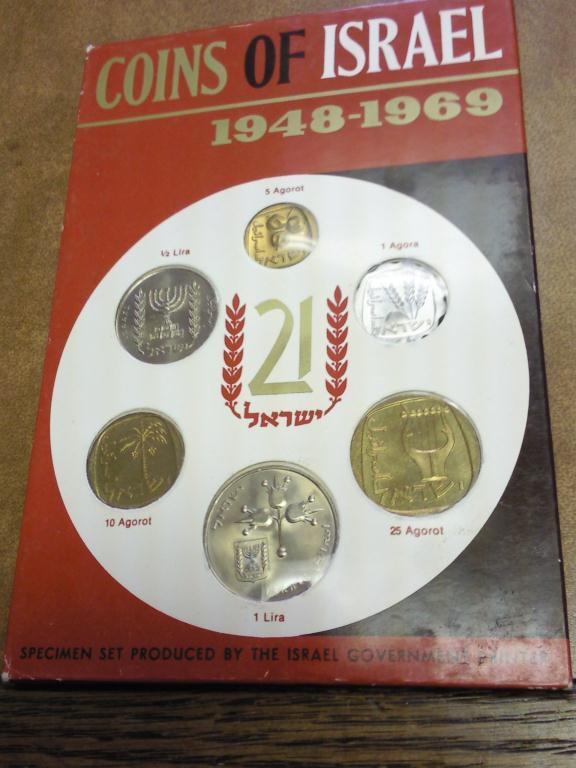 COINS OF ISRAEL
1948-1969
5 Agorot
½ Lira
1 Agora
21
ישראל
10 Agorot
25 Agorot
1 Lira
SPECIMEN SET PRODUCED BY THE ISRAEL GOVERNMENT